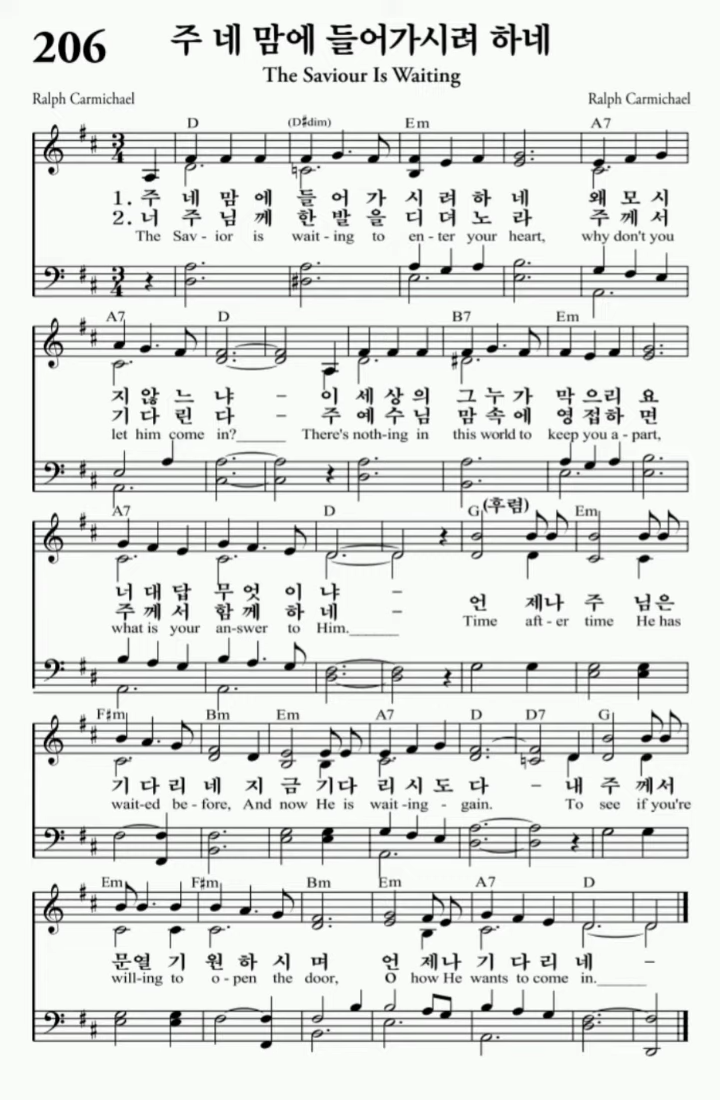 206
주 네 맘에 들어가시려 하네
The Saviour Is Waiting
Ralph Carmichael
Ralph Carmichael
D (D#dim) Em A7
1. 주 네 맘 에 들 어 가 시 려 하 네 왜 모 시
2. 너 주 님 께 한 발 을 디 뎌 노 라 주 께 서
The Sav - ior is wait - ing to en - ter your heart, why don't you
A7 D B7 Em
지 않 느 냐 - 이 세 상 의 그 누 가 막 으 리 요
기 다 린 다 - 주 예 수 님 맘 속 에 영 접 하 면
let him come in?______ There's noth-ing in this world to keep you a - part,
A7 D G (후렴) Em
너 대 답 무 엇 이 냐 - 언 제나 주 님은
주 께 서 함 께 하 네 -
what is your an-swer to Him.______ Time aft - er time He has
F#m Bm Em A7 D D7 G
기 다 리 네 지 금 기다 리 시 도 다 - 내 주 께서
wait-ed be - fore, And now He is wait -ing - gain. To see if you're
Em F#m Bm Em A7 D
문열 기 원 하 시 며 언 제나 기 다 리 네 -
will-ing to o - pen the door, O how He wants to come in.______